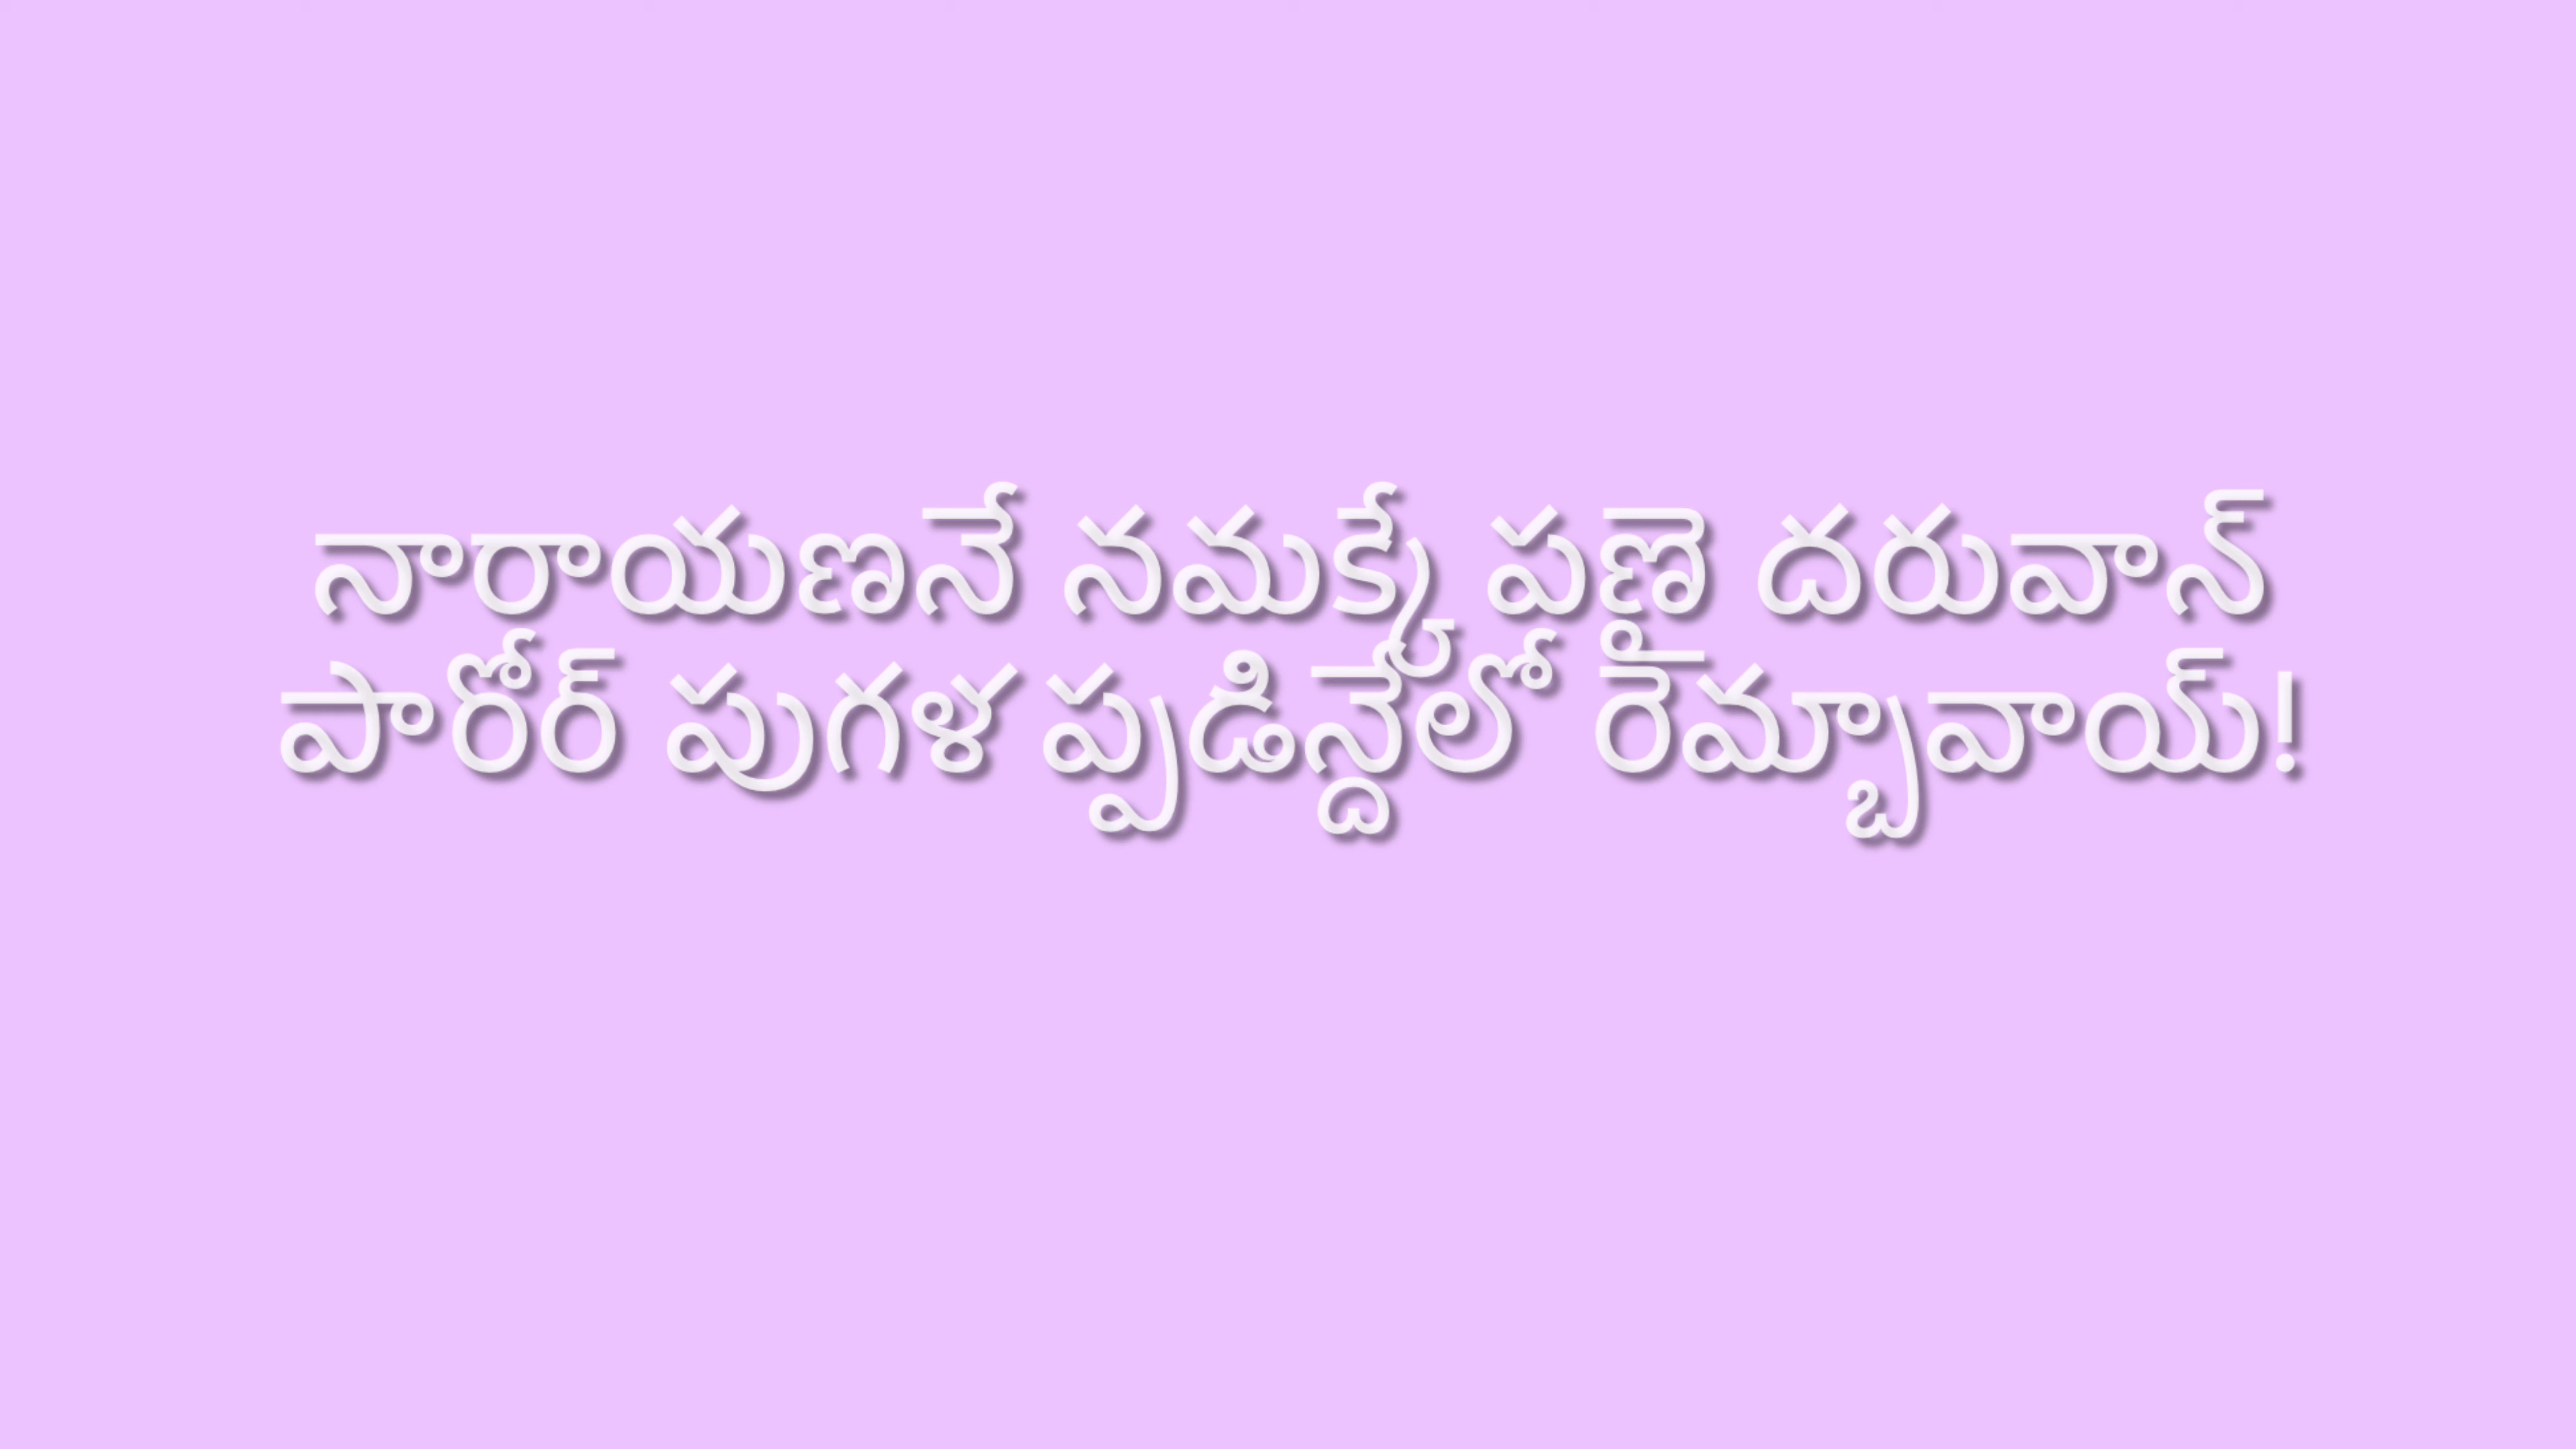 నారాయణనే నమక్కే పణై దరువాన్
పారోర్ పుగళ ప్పడిన్దేలో రెమ్బావాయ్!